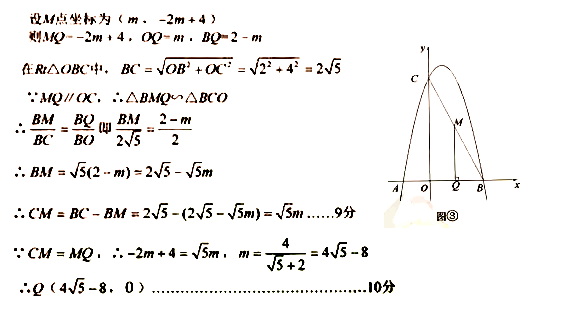 设M点坐标为（m，-2m+4）
则MQ=-2m+4，OQ=m，BQ=2-m
在Rt△OBC中，BC=√(OB²+OC²)=√(2²+4²)=2√5
∵MQ∥OC，∴△BMQ∽△BCO
∴BM/BC=BQ/BO即BM/2√5=(2-m)/2
∴BM=√5(2-m)=2√5-√5m
∴CM=BC-BM=2√5-(2√5-√5m)=√5m……9分
∵CM=MQ，∴-2m+4=√5m，m=4/(√5+2)=4√5-8
∴Q（4√5-8，0）……………………………………10分
y
C
M
A
O
Q
B
x
图③